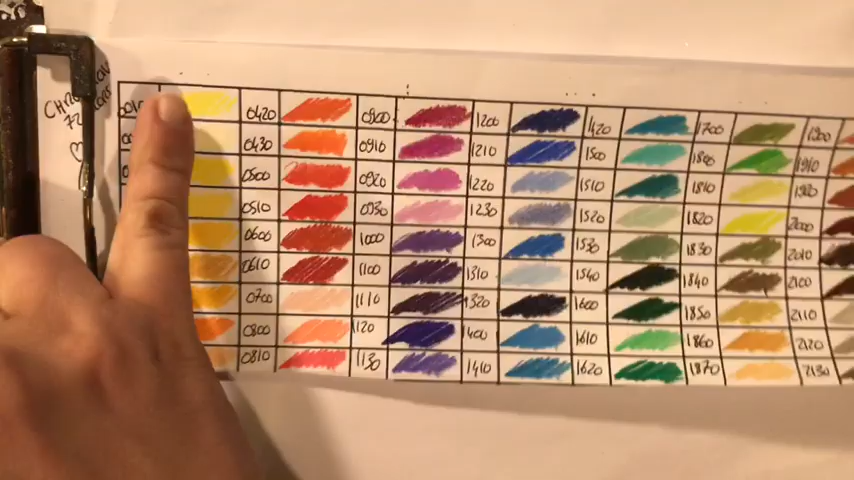 72
0420 0900 1200 1420 1700 1900
0430 0910 1210 1500 1800 1910
0500 0920 1220 1510 1810 1920
0510 0930 1230 1520 1820 2000
0600 1000 1300 1530 1830 2010
0610 1100 1310 1540 1840 2100
0700 1110 1320 1600 1850 2110
0800 1120 1400 1610 1860 2120
0810 1130 1410 1620 1870 2130